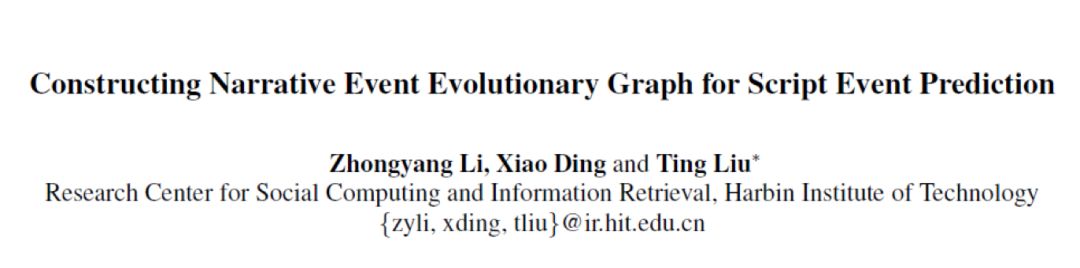 Constructing Narrative Event Evolutionary Graph for Script Event Prediction
Zhongyang Li, Xiao Ding and Ting Liu*
Research Center for Social Computing and Information Retrieval, Harbin Institute of Technology
{zyli, xding, tliu}@ir.hit.edu.cn